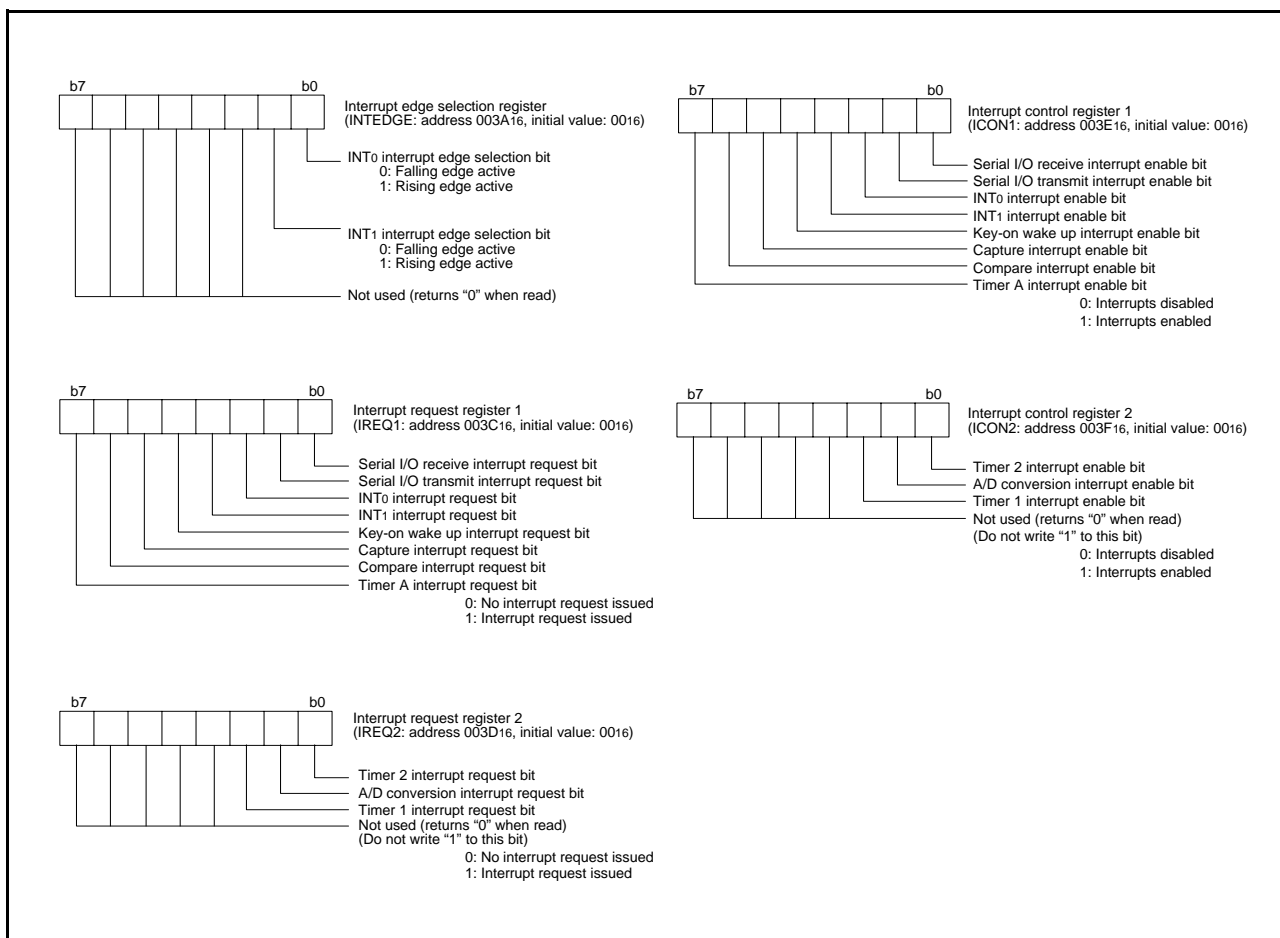 b7 b0
Interrupt edge selection register
(INTEDGE: address 003A16, initial value: 0016)
INT0 interrupt edge selection bit
0: Falling edge active
1: Rising edge active
INT1 interrupt edge selection bit
0: Falling edge active
1: Rising edge active
Not used (returns “0” when read)
b7 b0
Interrupt request register 1
(IREQ1: address 003C16, initial value: 0016)
Serial I/O receive interrupt request bit
Serial I/O transmit interrupt request bit
INT0 interrupt request bit
INT1 interrupt request bit
Key-on wake up interrupt request bit
Capture interrupt request bit
Compare interrupt request bit
Timer A interrupt request bit
0: No interrupt request issued
1: Interrupt request issued
b7 b0
Interrupt request register 2
(IREQ2: address 003D16, initial value: 0016)
Timer 2 interrupt request bit
A/D conversion interrupt request bit
Timer 1 interrupt request bit
Not used (returns “0” when read)
(Do not write “1” to this bit)
0: No interrupt request issued
1: Interrupt request issued
b7 b0
Interrupt control register 1
(ICON1: address 003E16, initial value: 0016)
Serial I/O receive interrupt enable bit
Serial I/O transmit interrupt enable bit
INT0 interrupt enable bit
INT1 interrupt enable bit
Key-on wake up interrupt enable bit
Capture interrupt enable bit
Compare interrupt enable bit
Timer A interrupt enable bit
0: Interrupts disabled
1: Interrupts enabled
b7 b0
Interrupt control register 2
(ICON2: address 003F16, initial value: 0016)
Timer 2 interrupt enable bit
A/D conversion interrupt enable bit
Timer 1 interrupt enable bit
Not used (returns “0” when read)
(Do not write “1” to this bit)
0: Interrupts disabled
1: Interrupts enabled